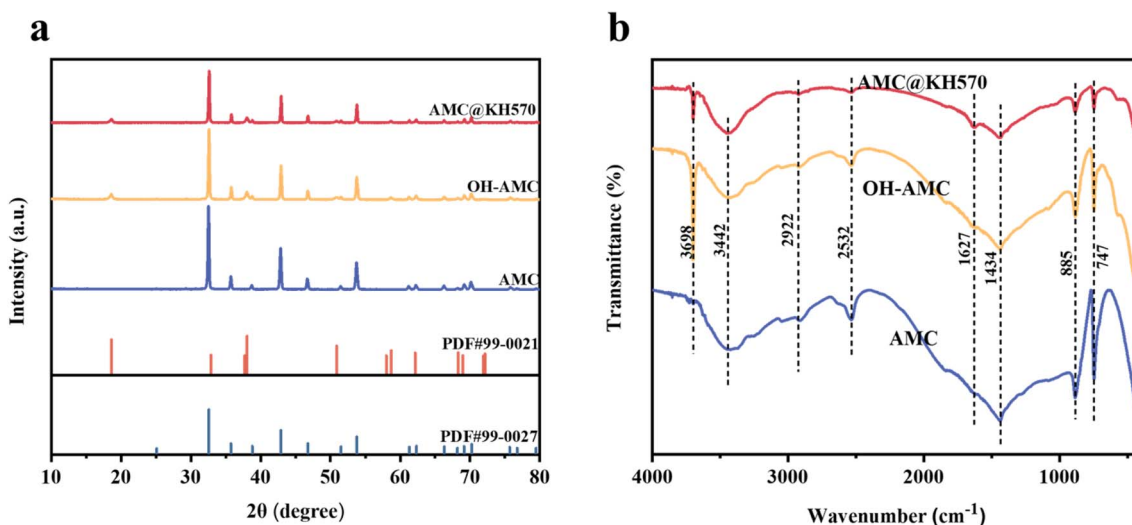 a
AMC@KH570
OH-AMC
AMC
PDF#99-0021
PDF#99-0027
Intensity (a.u.)
10 20 30 40 50 60 70 80
2θ (degree)
b
AMC@KH570
OH-AMC
AMC
3698 3442 2922 2532 1627 1434 885 747
Transmittance (%)
4000 3000 2000 1000
Wavenumber (cm⁻¹)